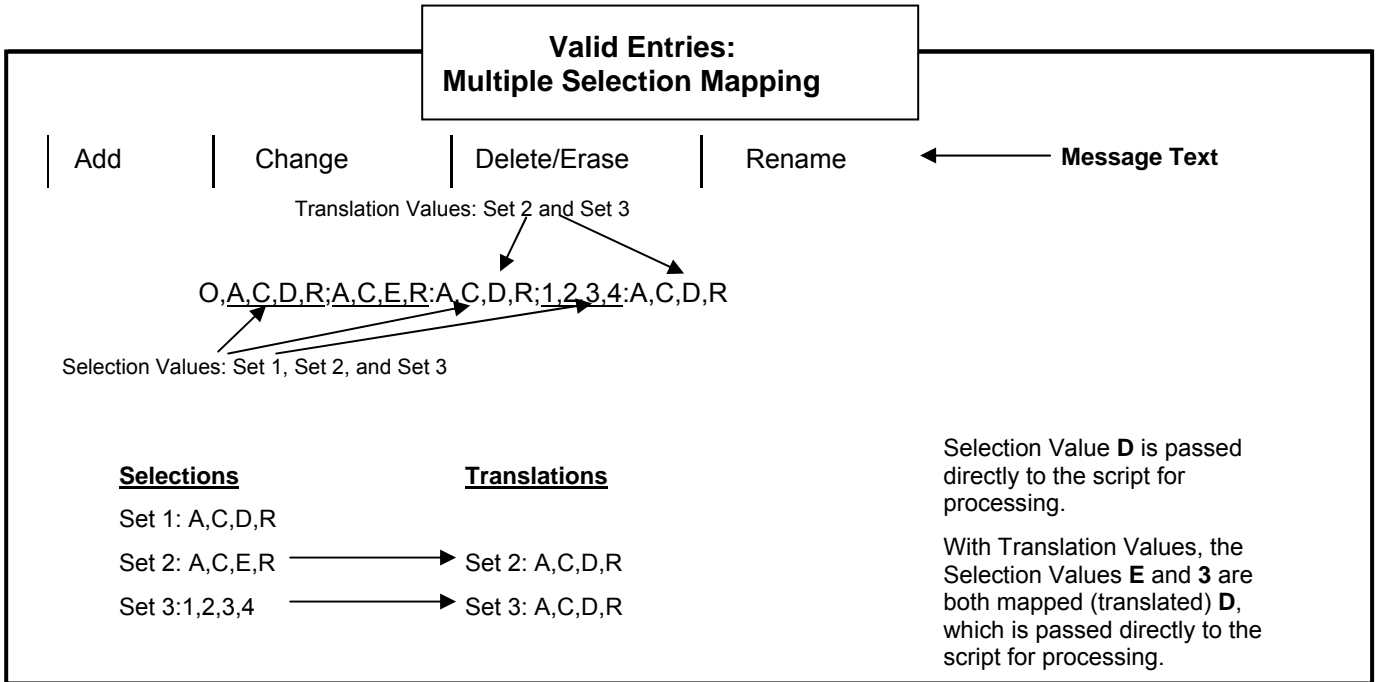 Valid Entries:
Multiple Selection Mapping
Add Change Delete/Erase Rename Message Text
Translation Values: Set 2 and Set 3
O,A,C,D,R;A,C,E,R:A,C,D,R;1,2,3,4:A,C,D,R
Selection Values: Set 1, Set 2, and Set 3
Selections Translations
Set 1: A,C,D,R
Set 2: A,C,E,R Set 2: A,C,D,R
Set 3:1,2,3,4 Set 3: A,C,D,R
Selection Value D is passed
directly to the script for
processing.
With Translation Values, the
Selection Values E and 3 are
both mapped (translated) D,
which is passed directly to the
script for processing.